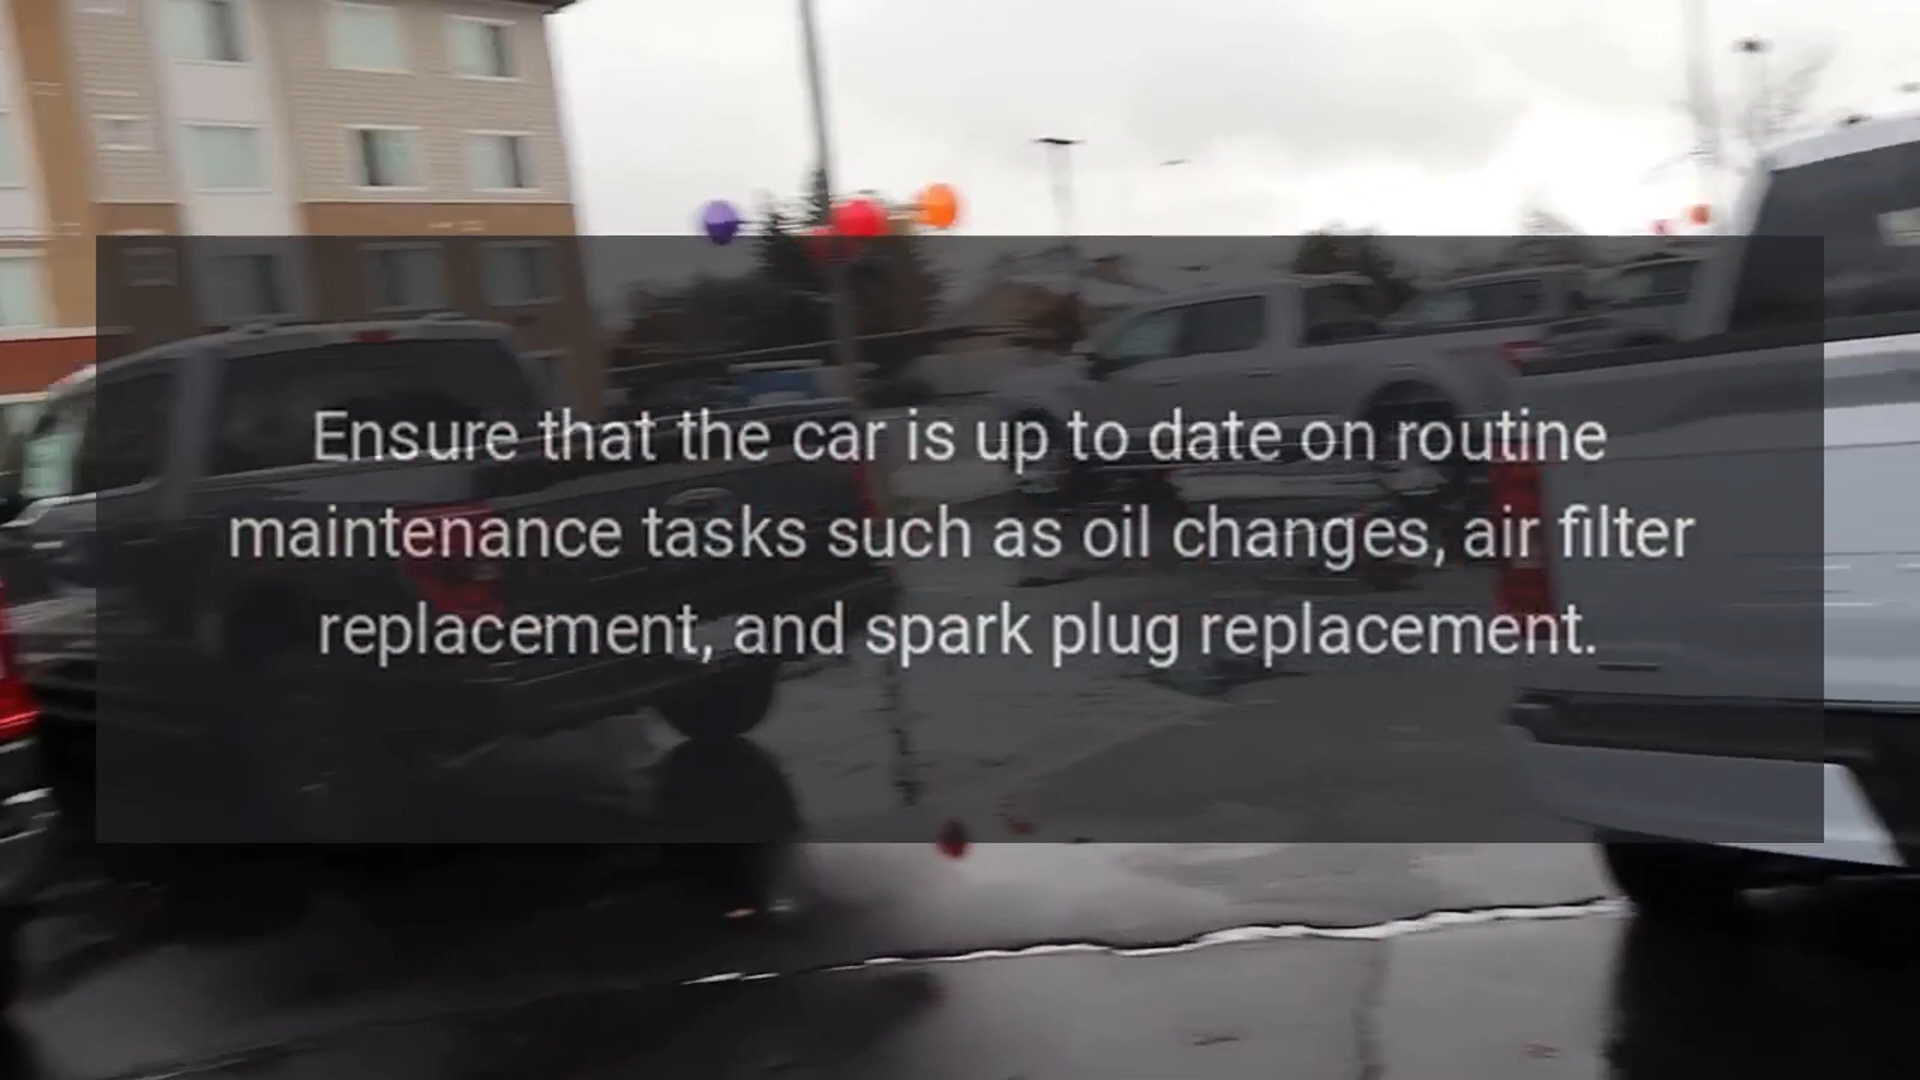 Ensure that the car is up to date on routine
maintenance tasks such as oil changes, air filter
replacement, and spark plug replacement.